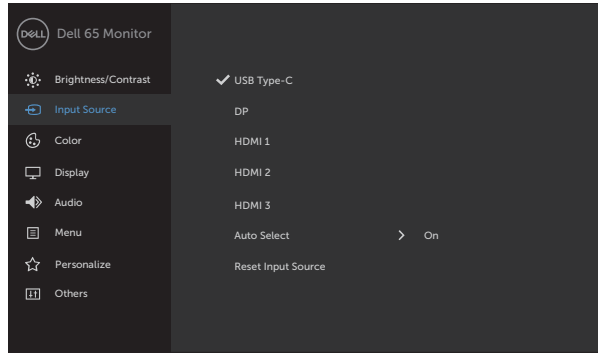 DELL Dell 65 Monitor
Brightness/Contrast
USB Type-C
Input Source
DP
Color
HDMI 1
Display
HDMI 2
Audio
HDMI 3
Menu
Auto Select > On
Personalize
Reset Input Source
Others